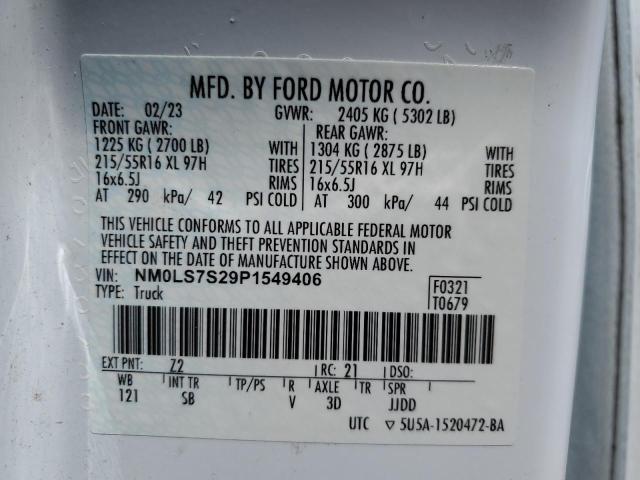 MFD. BY FORD MOTOR CO.
DATE: 02/23 GVWR: 2405 KG ( 5302 LB)
FRONT GAWR: REAR GAWR:
1225 KG ( 2700 LB) WITH 1304 KG ( 2875 LB) WITH
215/55R16 XL 97H TIRES 215/55R16 XL 97H TIRES
16x6.5J RIMS 16x6.5J RIMS
AT 290 kPa/ 42 PSI COLD AT 300 kPa/ 44 PSI COLD
THIS VEHICLE CONFORMS TO ALL APPLICABLE FEDERAL MOTOR
VEHICLE SAFETY AND THEFT PREVENTION STANDARDS IN
EFFECT ON THE DATE OF MANUFACTURE SHOWN ABOVE.
VIN: NM0LS7S29P1549406 F0321
TYPE: Truck T0679
EXT PNT: Z2 RC: 21 DSO:
WB INT TR TP/PS R AXLE TR SPR
121 SB V 3D JJDD
UTC ▽ 5U5A-1520472-BA